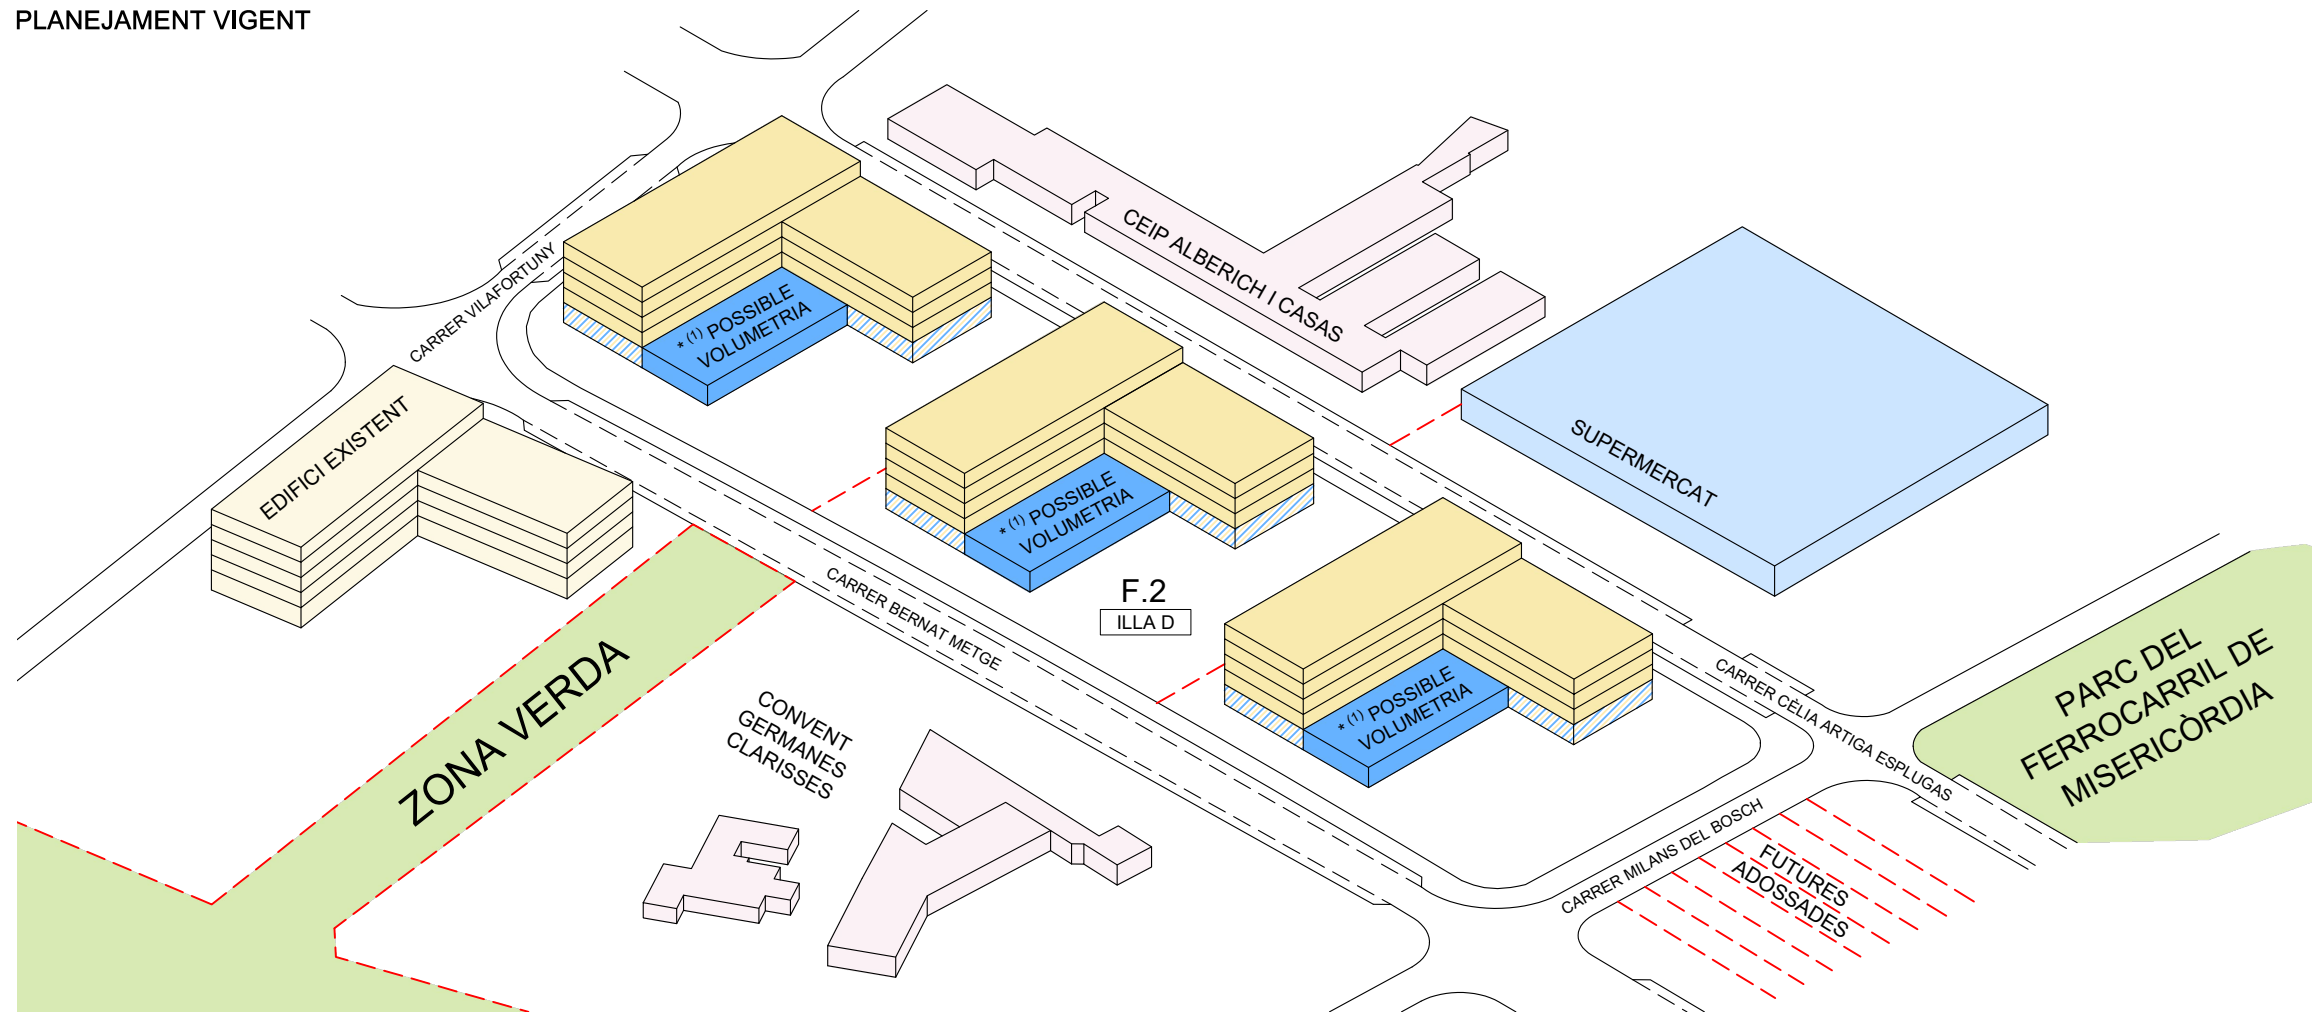 PLANEJAMENT VIGENT
CEIP ALBERICH I CASAS
CARRER VILAFORTUNY
* (1) POSSIBLE
VOLUMETRIA
EDIFICI EXISTENT
SUPERMERCAT
* (1) POSSIBLE
VOLUMETRIA
F.2
ILLA D
CARRER BERNAT METGE
ZONA VERDA
* (1) POSSIBLE
VOLUMETRIA
CARRER CÈLIA ARTIGA ESPLUGAS
PARC DEL
FERROCARRIL DE
MISERICÒRDIA
CONVENT
GERMANES
CLARISSES
CARRER MILANS DEL BOSCH
FUTURES
ADOSSADES